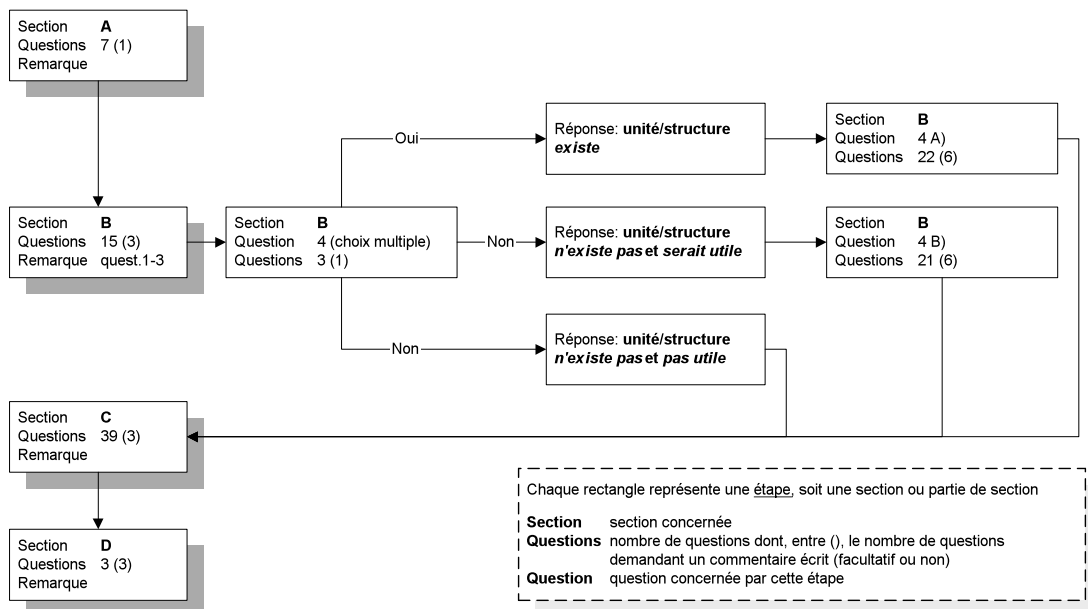 Section A
Questions 7 (1)
Remarque
Section B
Questions 15 (3)
Remarque quest.1-3
Section B
Question 4 (choix multiple)
Questions 3 (1)
Oui
Réponse: unité/structure
existe
Section B
Question 4 A)
Questions 22 (6)
Non
Réponse: unité/structure
n'existe pas et serait utile
Section B
Question 4 B)
Questions 21 (6)
Non
Réponse: unité/structure
n'existe pas et pas utile
Section C
Questions 39 (3)
Remarque
Section D
Questions 3 (3)
Remarque
Chaque rectangle représente une étape, soit une section ou partie de section
Section section concernée
Questions nombre de questions dont, entre (), le nombre de questions
demandant un commentaire écrit (facultatif ou non)
Question question concernée par cette étape